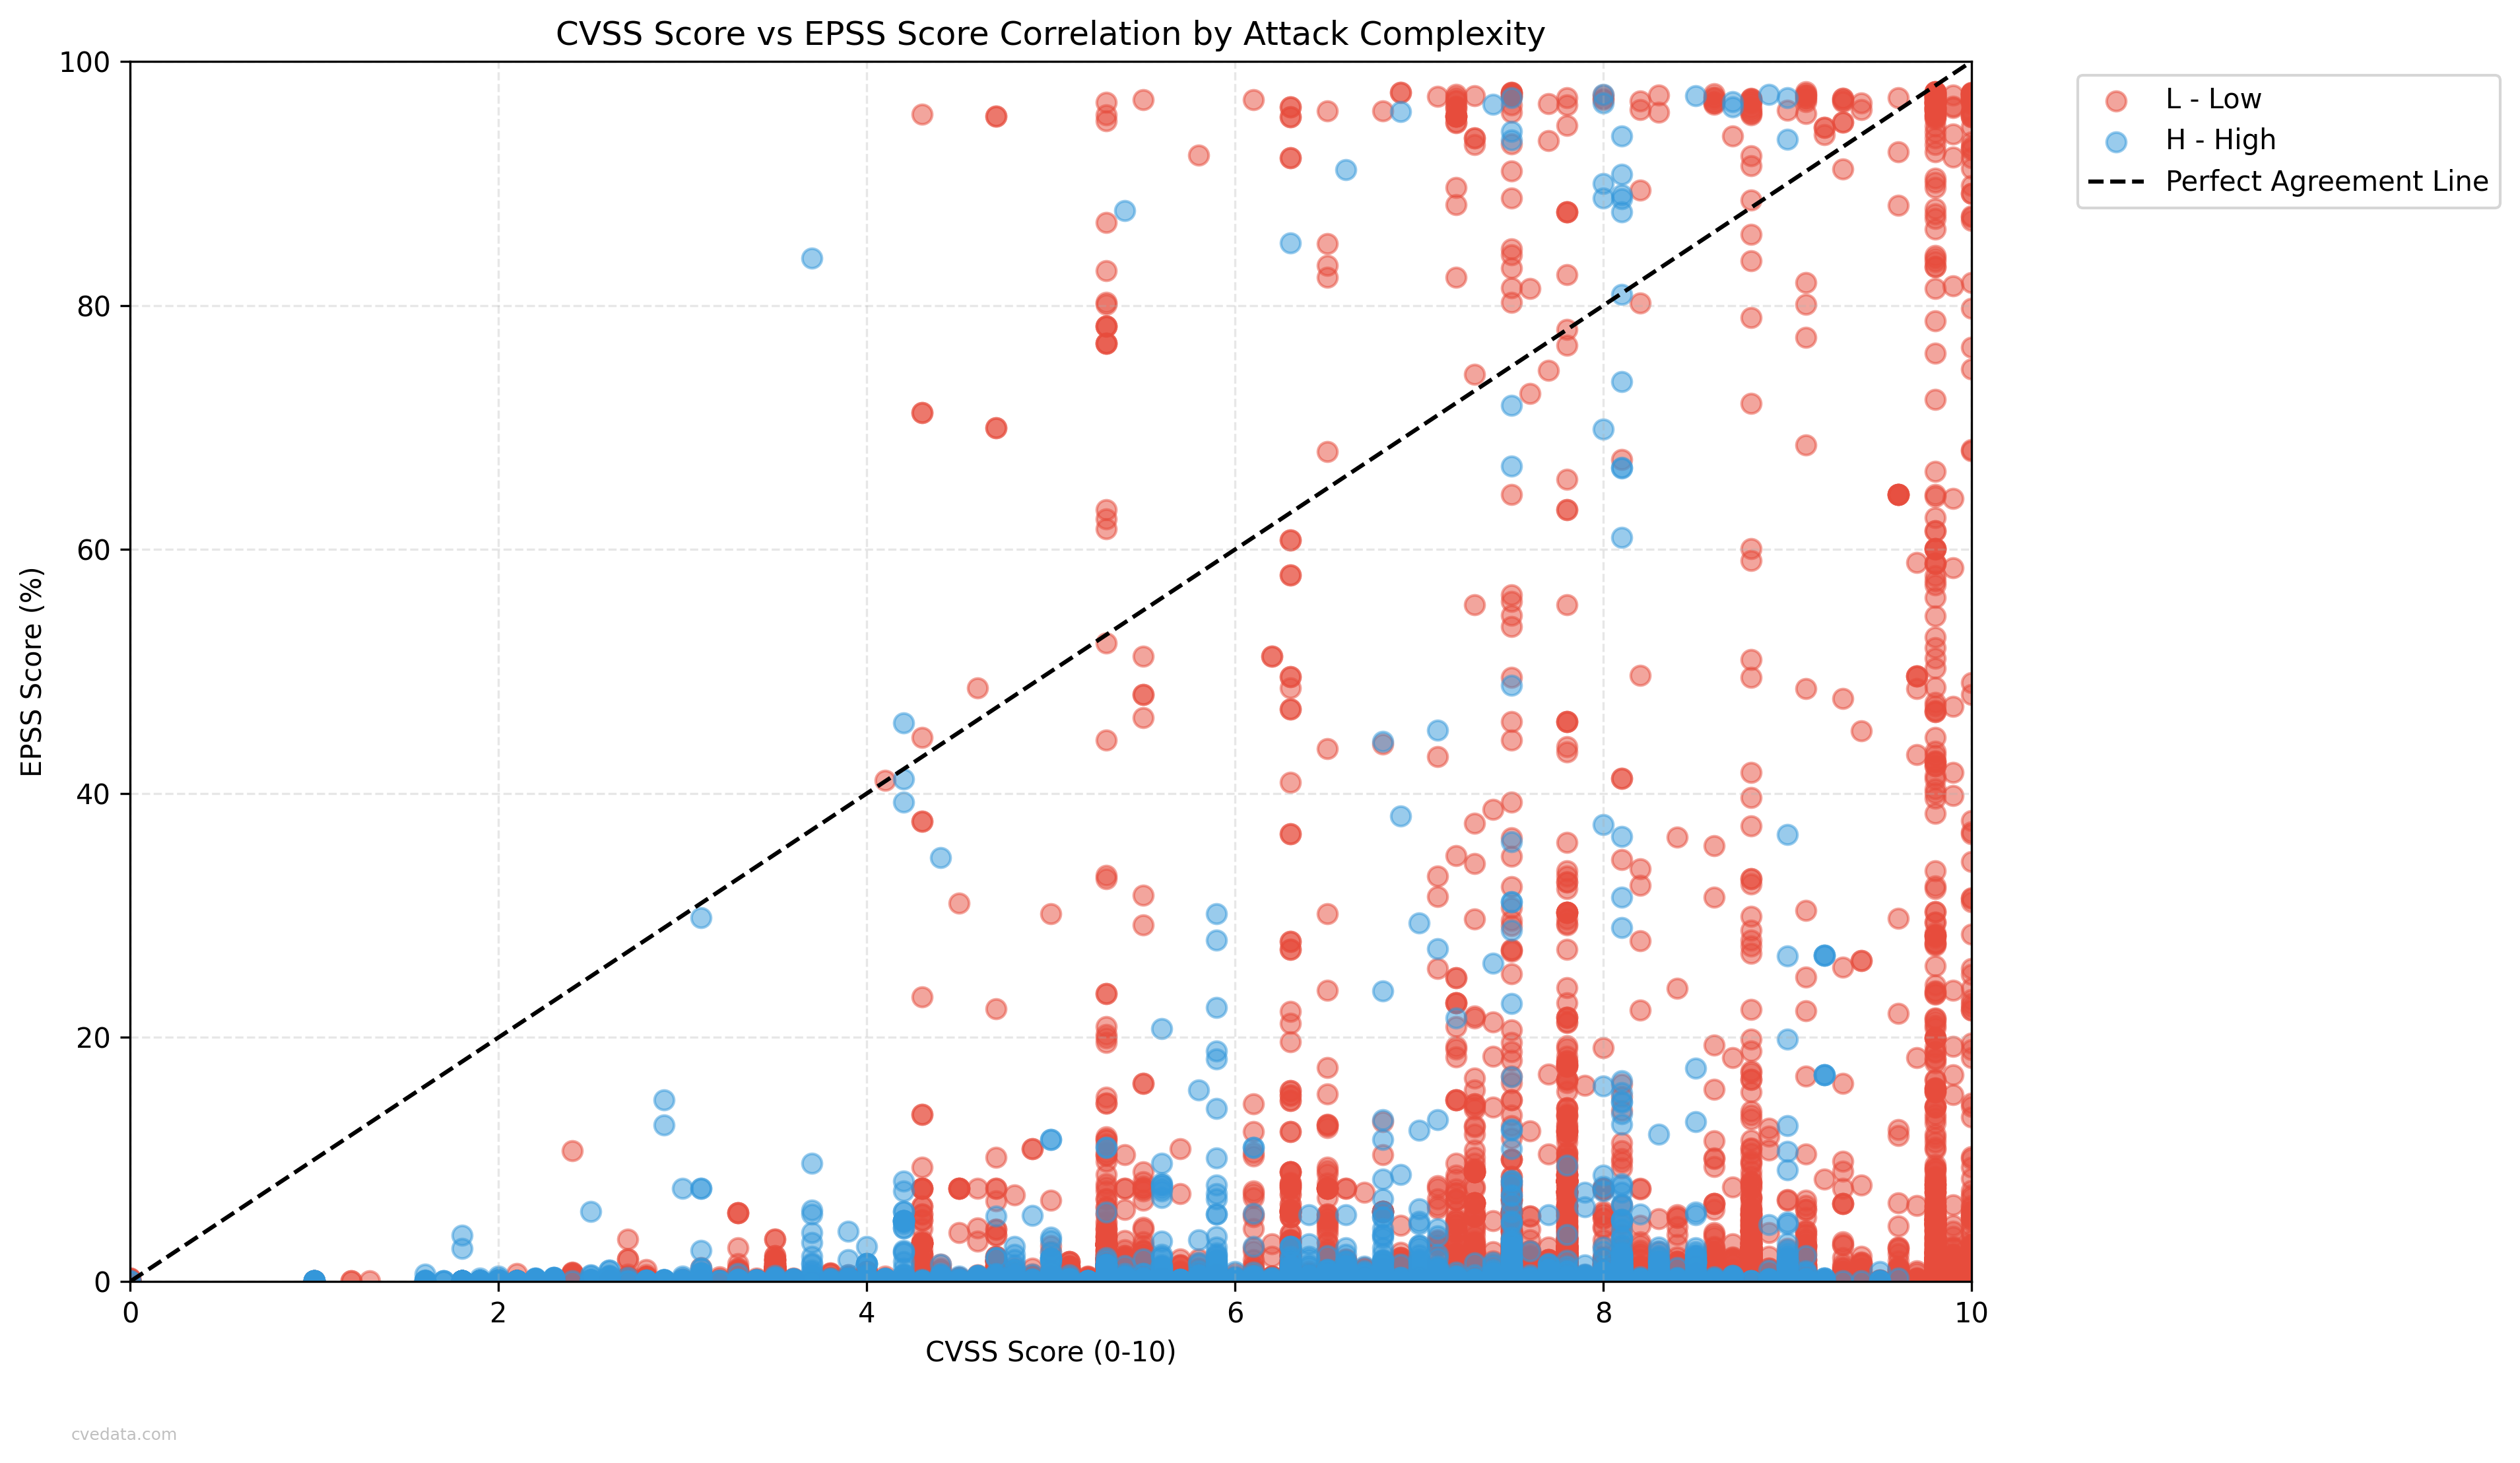 CVSS Score vs EPSS Score Correlation by Attack Complexity
100
80
60
40
20
0
EPSS Score (%)
0 2 4 6 8 10
CVSS Score (0-10)
L - Low
H - High
Perfect Agreement Line
cvedata.com